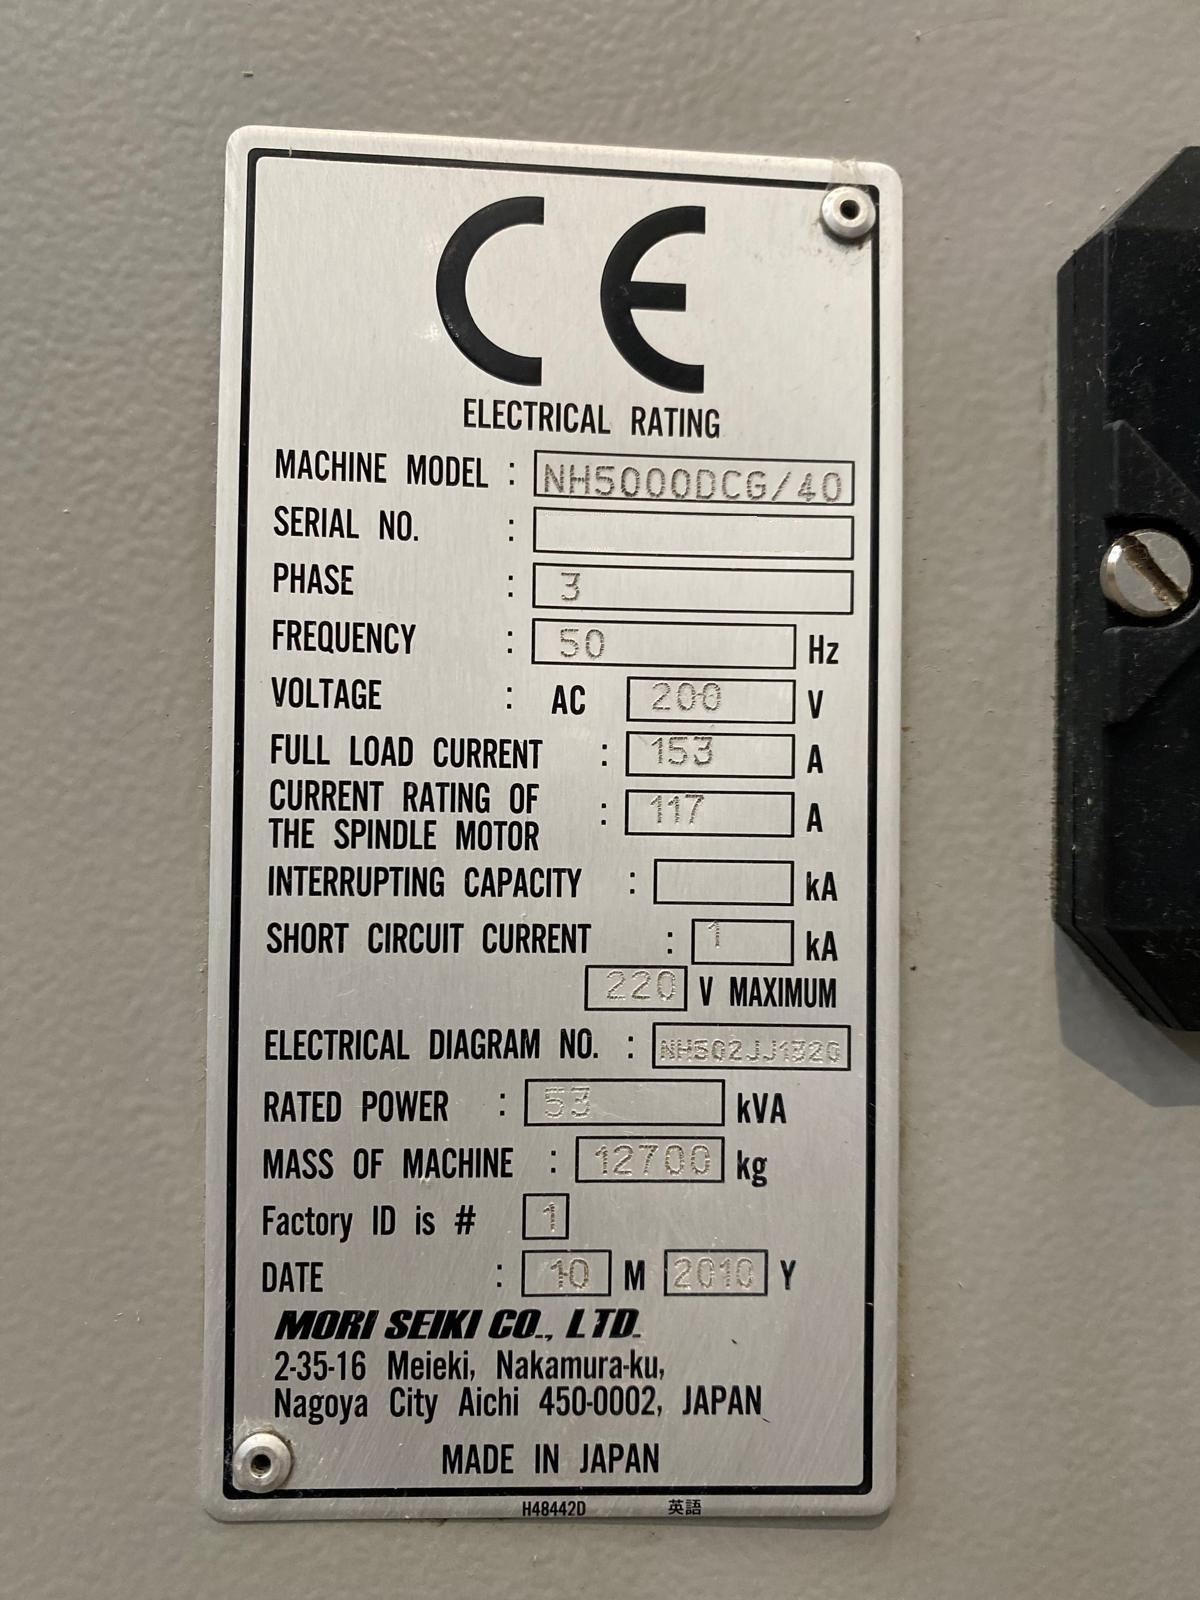 CE
ELECTRICAL RATING
MACHINE MODEL : NH5000DCG/40
SERIAL NO. :
PHASE : 3
FREQUENCY : 50 Hz
VOLTAGE : AC 200 V
FULL LOAD CURRENT : 153 A
CURRENT RATING OF
THE SPINDLE MOTOR : 117 A
INTERRUPTING CAPACITY : kA
SHORT CIRCUIT CURRENT : 1 kA
220 V MAXIMUM
ELECTRICAL DIAGRAM NO. :
RATED POWER : 53 kVA
MASS OF MACHINE : 12700 kg
Factory ID is # 1
DATE : 10 M 2010 Y
MORI SEIKI CO., LTD.
2-35-16 Meieki, Nakamura-ku,
Nagoya City Aichi 450-0002, JAPAN
MADE IN JAPAN
H48442D 英語